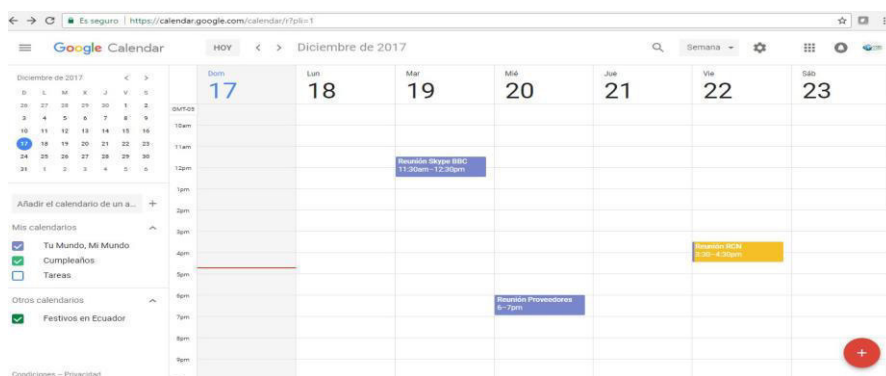 Es seguro | https://calendar.google.com/calendar/r?pli=1
Google Calendar
HOY
Diciembre de 2017
Semana
Diciembre de 2017
D L M X J V S
26 27 28 29 30 1 2
3 4 5 6 7 8 9
10 11 12 13 14 15 16
17 18 19 20 21 22 23
24 25 26 27 28 29 30
31 1 2 3 4 5 6
Añadir el calendario de un a...
Mis calendarios
Tu Mundo, Mi Mundo
Cumpleaños
Tareas
Otros calendarios
Festivos en Ecuador
Condiciones – Privacidad
Dom Lun Mar Mié Jue Vie Sáb
17 18 19 20 21 22 23
GMT-05
10am
11am
12pm
1pm
2pm
3pm
4pm
5pm
6pm
7pm
8pm
9pm
Reunión Skype BBC
11:30am–12:30pm
Reunión RCN
3:30–4:30pm
Reunión Proveedores
6–7pm